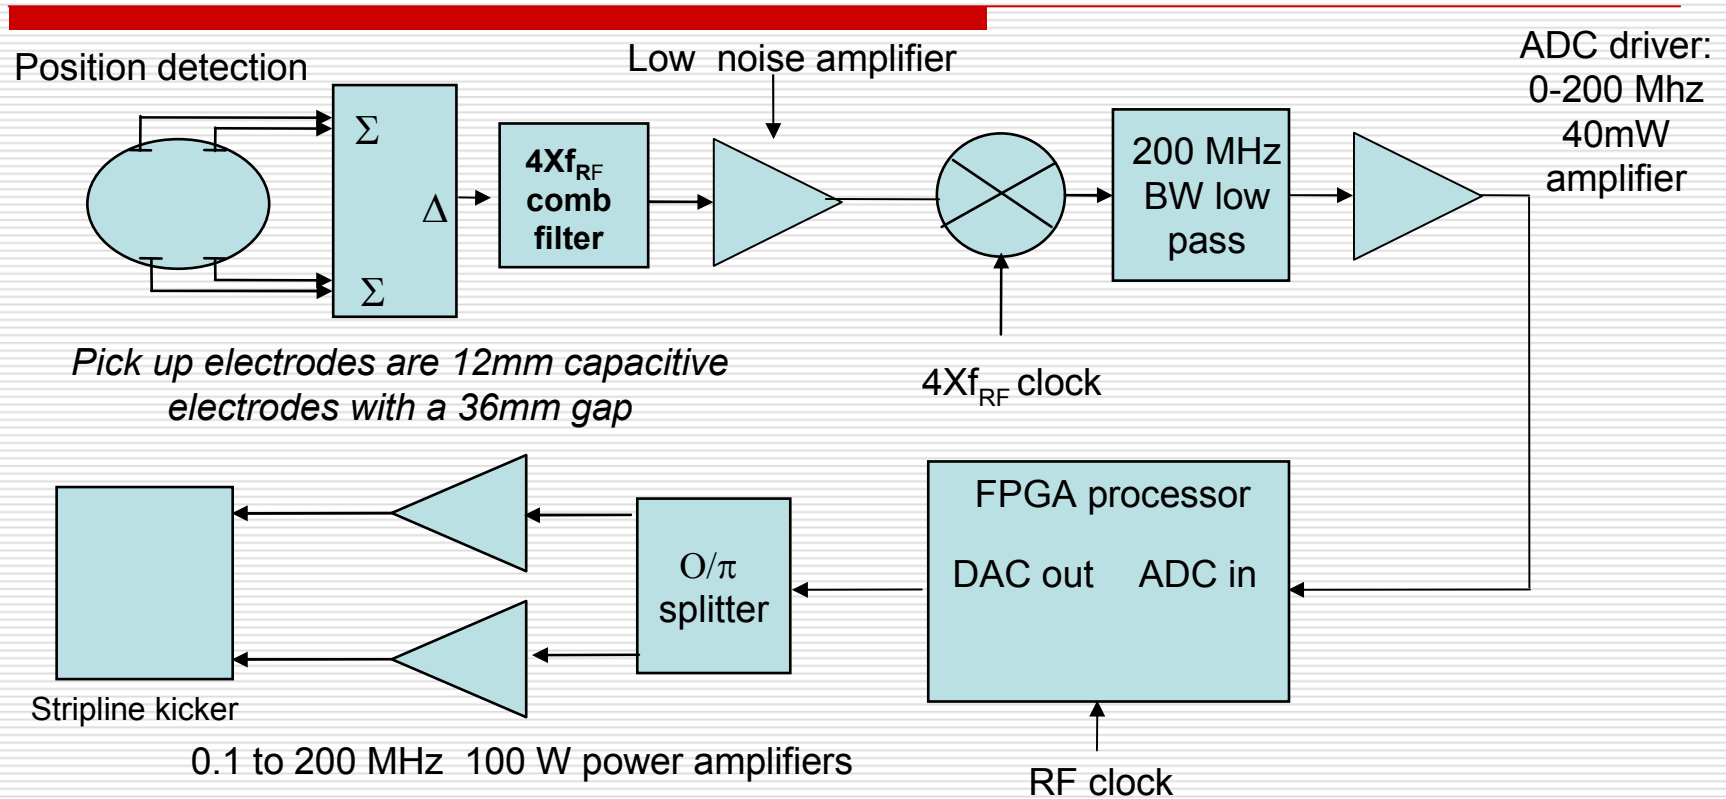 Position detection
Low noise amplifier
ADC driver:
0-200 Mhz
40mW
amplifier
Σ
Δ
Σ
4Xf_RF
comb
filter
200 MHz
BW low
pass
Pick up electrodes are 12mm capacitive
electrodes with a 36mm gap
4Xf_RF clock
FPGA processor
DAC out ADC in
O/π
splitter
Stripline kicker
0.1 to 200 MHz 100 W power amplifiers
RF clock